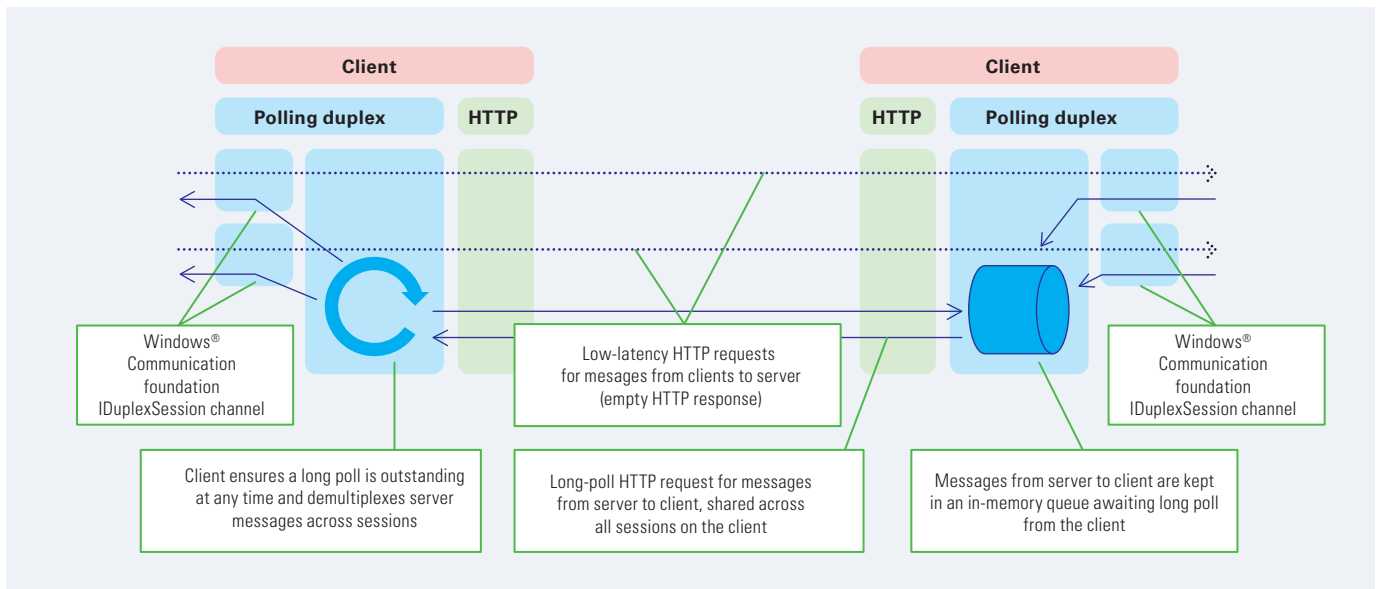 Client
Client
Polling duplex
HTTP
HTTP
Polling duplex
Windows®
Communication
foundation
IDuplexSession channel
Low-latency HTTP requests
for mesages from clients to server
(empty HTTP response)
Windows®
Communication
foundation
IDuplexSession channel
Client ensures a long poll is outstanding
at any time and demultiplexes server
messages across sessions
Long-poll HTTP request for messages
from server to client, shared across
all sessions on the client
Messages from server to client are kept
in an in-memory queue awaiting long poll
from the client